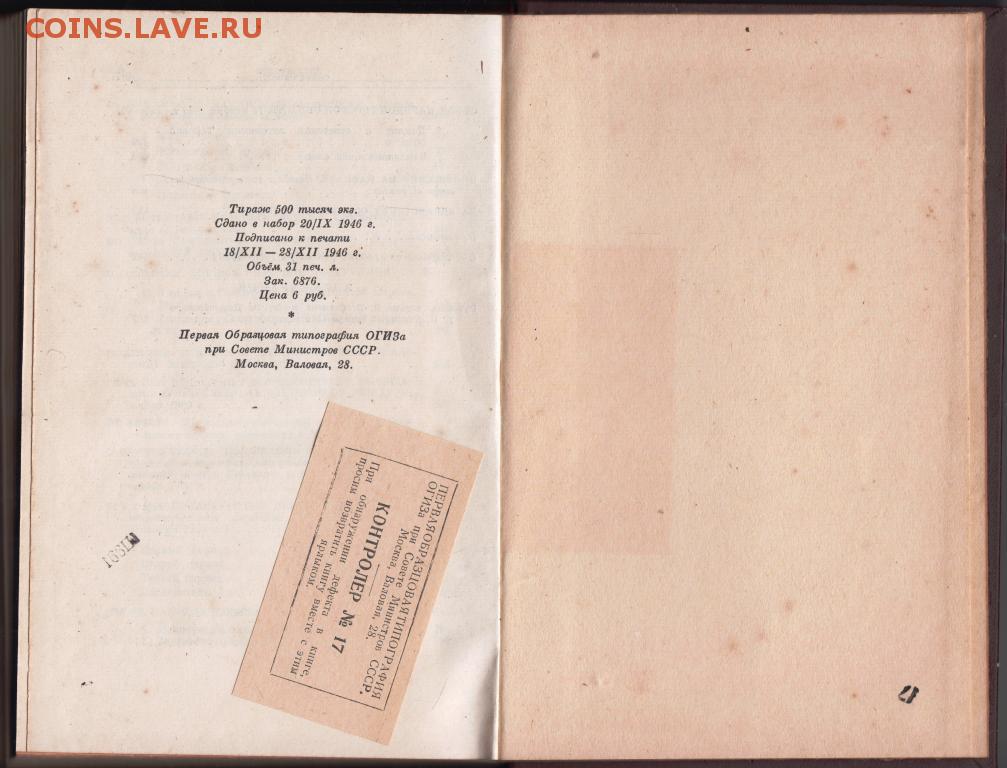 COINS.LAVE.RU
Тираж 500 тысяч экз.
Сдано в набор 20/IX 1946 г.
Подписано к печати
18/XII — 28/XII 1946 г.
Объём 31 печ. л.
Зак. 6876.
Цена 6 руб.
*
Первая Образцовая типография ОГИЗа
при Совете Министров СССР.
Москва, Валовая, 28.
ПЕРВАЯ ОБРАЗЦОВАЯ ТИПОГРАФИЯ
ОГИЗа при Совете Министров СССР.
Москва, Валовая, 28.
КОНТРОЛЕР № 17
При обнаружении дефекта в книге,
просим возвратить книгу вместе с этим
ярлыком.